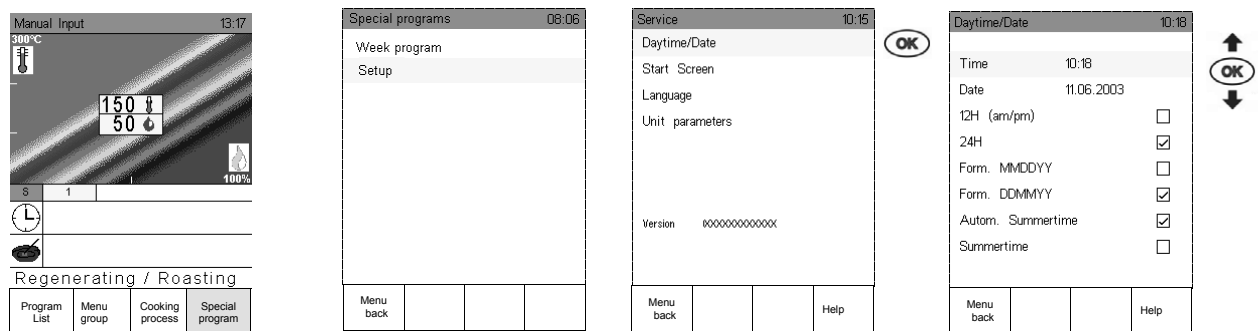 Manual Input 13:17
300°C
150
50
100%
S 1
Regenerating / Roasting
Program List
Menu group
Cooking process
Special program
Special programs 08:06
Week program
Setup
Menu back
Service 10:15
Daytime/Date
Start Screen
Language
Unit parameters
Version XXXXXXXXXXXX
Menu back
Help
OK
Daytime/Date 10:18
Time 10:18
Date 11.06.2003
12H (am/pm)
24H
Form. MMDDYY
Form. DDMMYY
Autom. Summertime
Summertime
Menu back
Help
OK